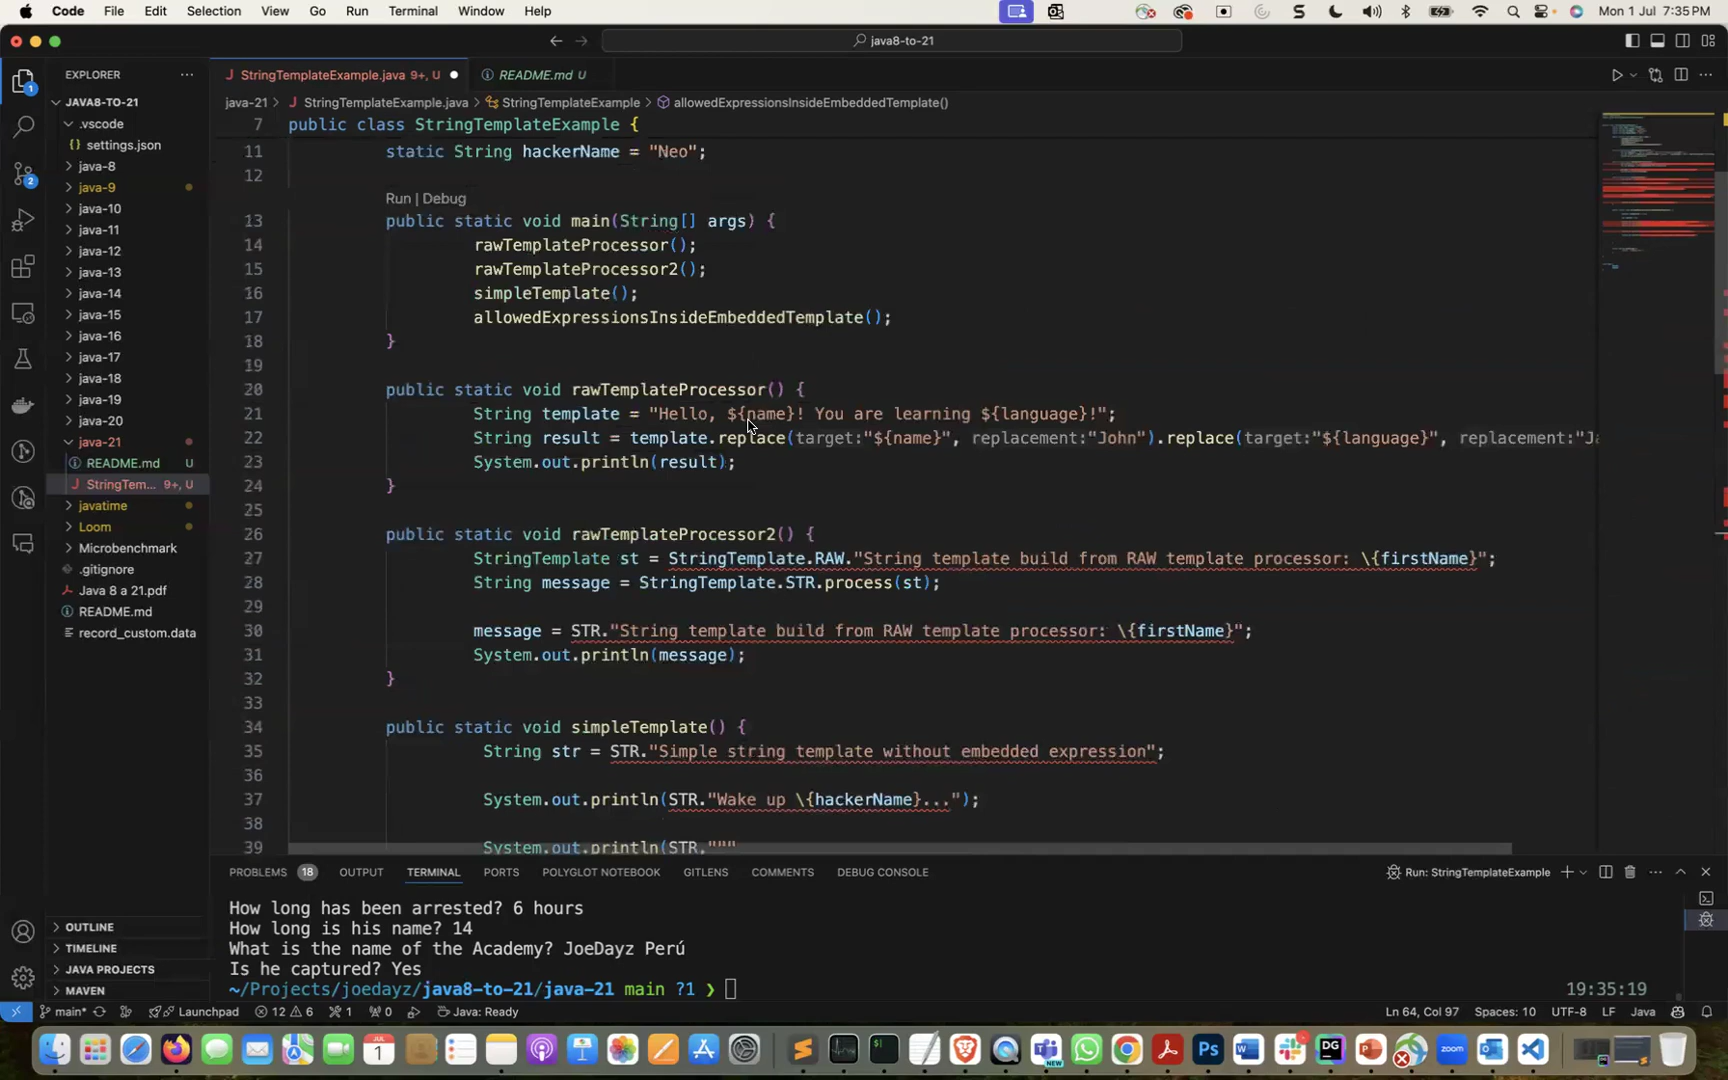 Code File Edit Selection View Go Run Terminal Window Help Mon 1 Jul 7:35 PM
java8-to-21
EXPLORER
StringTemplateExample.java 9+, U
README.md U
JAVA8-TO-21
java-21 > StringTemplateExample.java > StringTemplateExample > allowedExpressionsInsideEmbeddedTemplate()
.vscode
settings.json
java-8
java-9
java-10
java-11
java-12
java-13
java-14
java-15
java-16
java-17
java-18
java-19
java-20
java-21
README.md U
StringTem... 9+, U
javatime
Loom
Microbenchmark
.gitignore
Java 8 a 21.pdf
README.md
record_custom.data
OUTLINE
TIMELINE
JAVA PROJECTS
MAVEN
7 public class StringTemplateExample {
11 static String hackerName = "Neo";
12
Run | Debug
13 public static void main(String[] args) {
14 rawTemplateProcessor();
15 rawTemplateProcessor2();
16 simpleTemplate();
17 allowedExpressionsInsideEmbeddedTemplate();
18 }
19
20 public static void rawTemplateProcessor() {
21 String template = "Hello, ${name}! You are learning ${language}!";
22 String result = template.replace(target:"${name}", replacement:"John").replace(target:"${language}", replacement:"Ja
23 System.out.println(result);
24 }
25
26 public static void rawTemplateProcessor2() {
27 StringTemplate st = StringTemplate.RAW."String template build from RAW template processor: \{firstName}";
28 String message = StringTemplate.STR.process(st);
29
30 message = STR."String template build from RAW template processor: \{firstName}";
31 System.out.println(message);
32 }
33
34 public static void simpleTemplate() {
35 String str = STR."Simple string template without embedded expression";
36
37 System.out.println(STR."Wake up \{hackerName}...");
38
39 System.out.println(STR."""
PROBLEMS 18 OUTPUT TERMINAL PORTS POLYGLOT NOTEBOOK GITLENS COMMENTS DEBUG CONSOLE Run: StringTemplateExample
How long has been arrested? 6 hours
How long is his name? 14
What is the name of the Academy? JoeDayz Perú
Is he captured? Yes
~/Projects/joedayz/java8-to-21/java-21 main ?1 ❯ 19:35:19
main* Launchpad 12 6 1 0 Java: Ready Ln 64, Col 97 Spaces: 10 UTF-8 LF Java